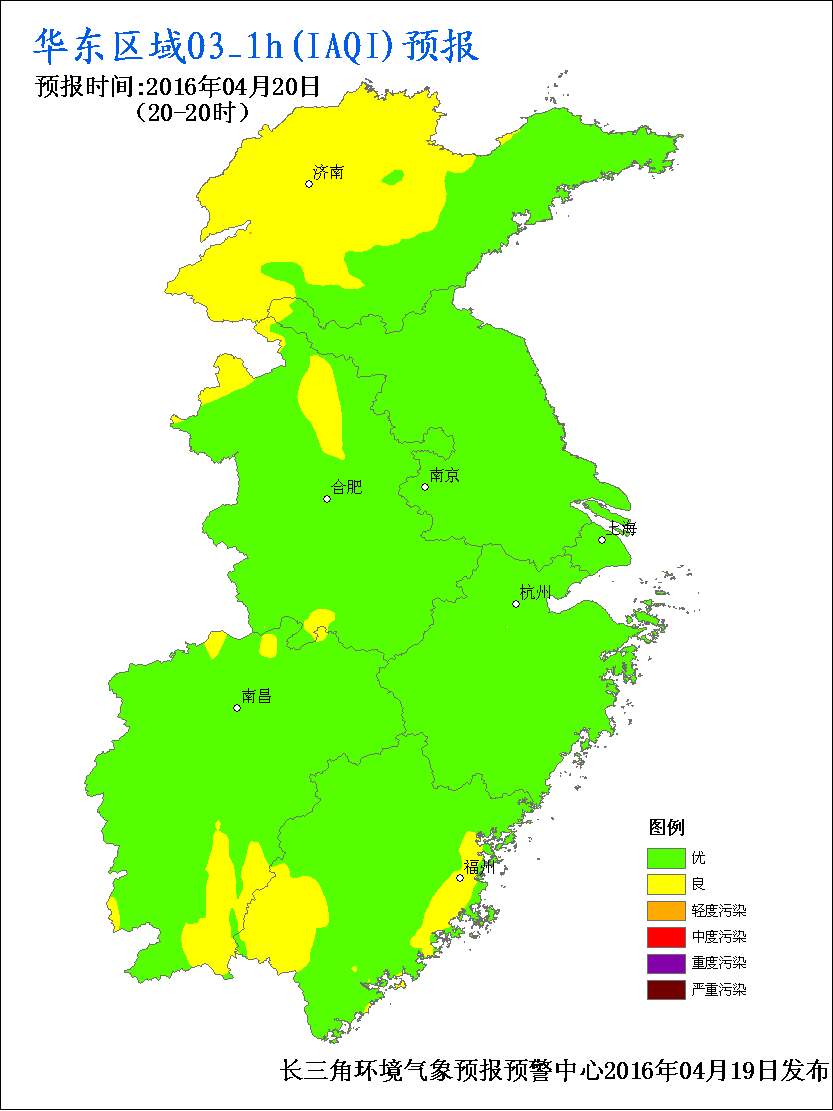 华东区域O3_1h(IAQI)预报
预报时间:2016年04月20日
(20-20时)
济南
南京
合肥
上海
杭州
南昌
福州
图例
优
良
轻度污染
中度污染
重度污染
严重污染
长三角环境气象预报预警中心2016年04月19日发布